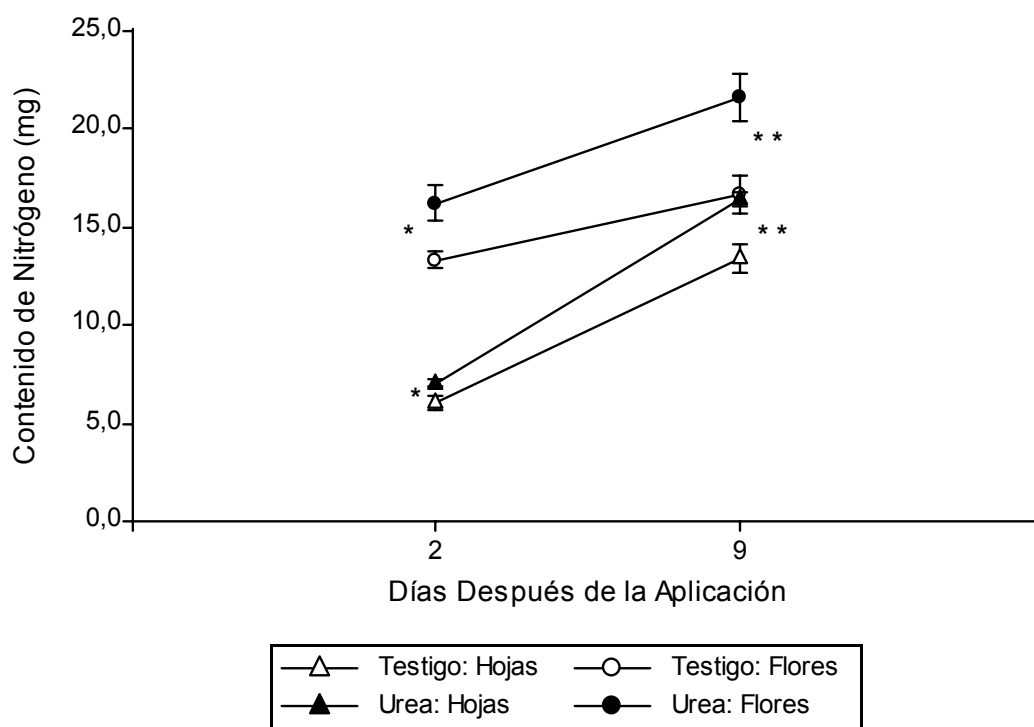 Contenido de Nitrógeno (mg)
25,0
20,0
15,0
10,0
5,0
0,0
* *
*
* *
*
2 9
Días Después de la Aplicación
Testigo: Hojas Testigo: Flores
Urea: Hojas Urea: Flores